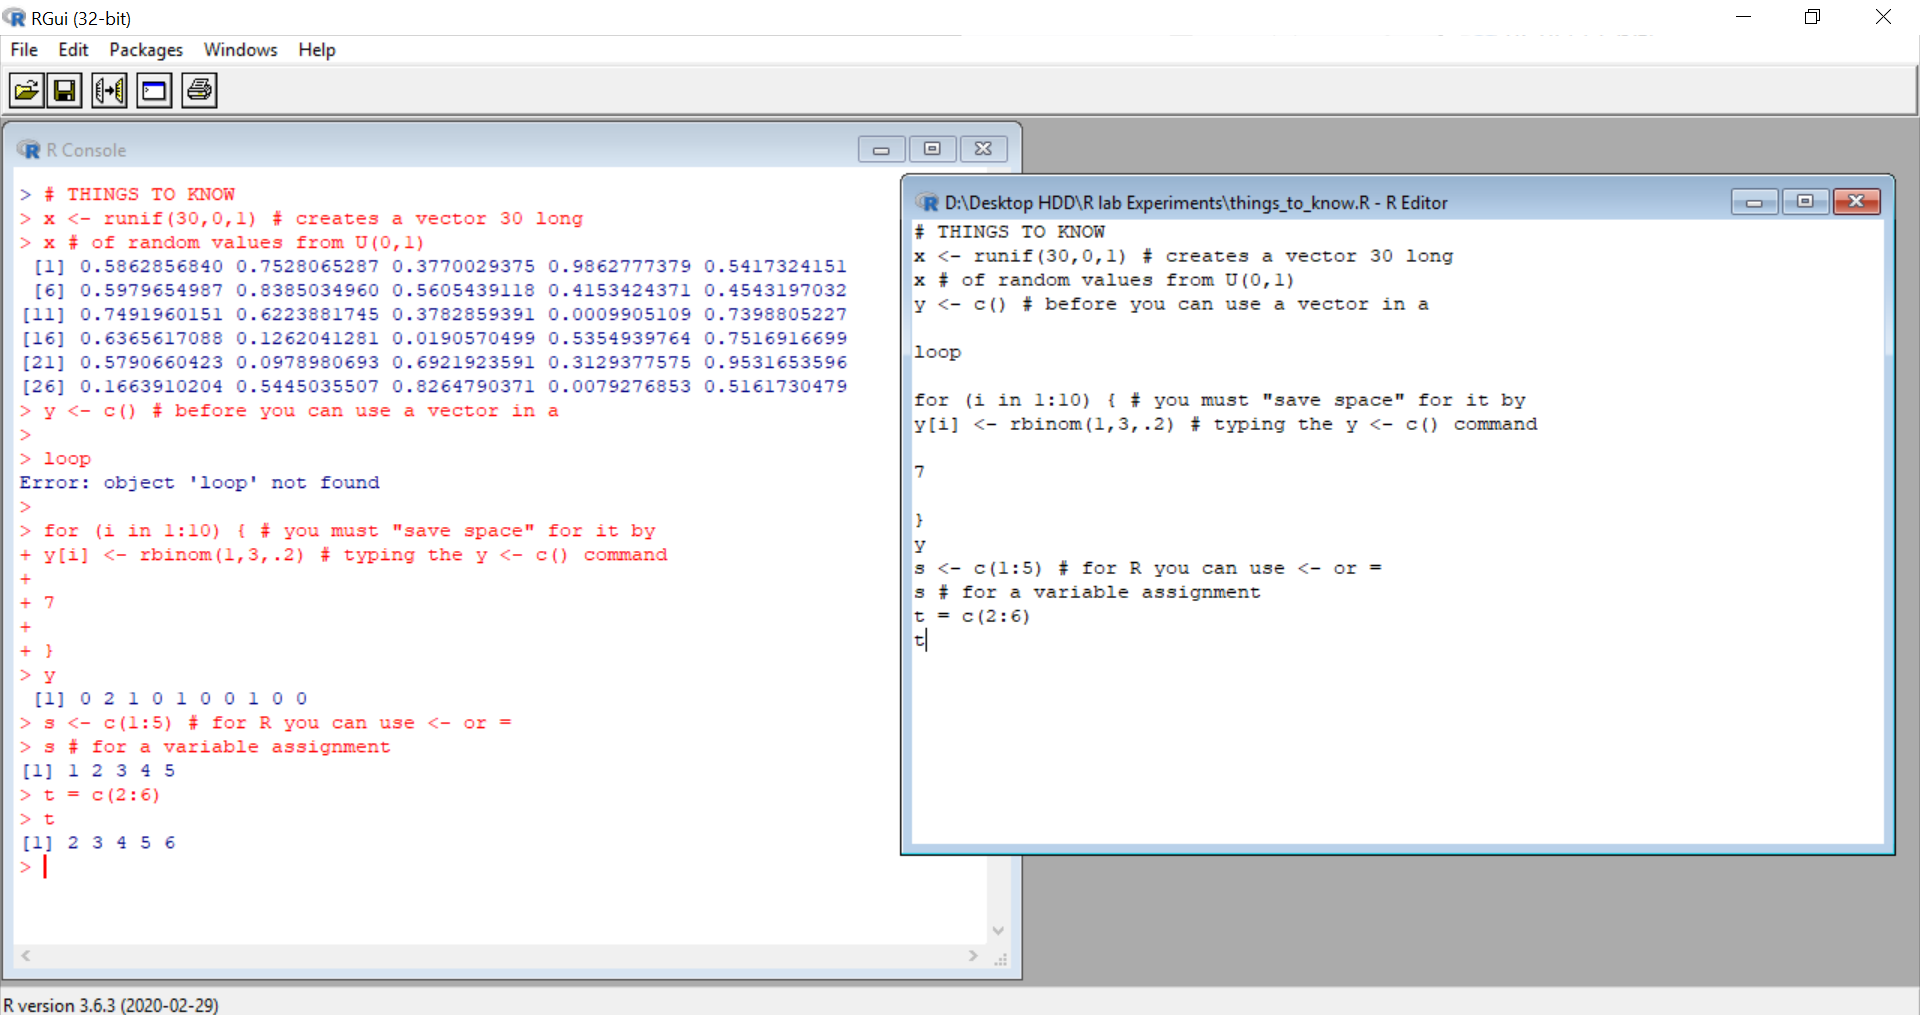 RGui (32-bit)
File Edit Packages Windows Help
R Console
> # THINGS TO KNOW
> x <- runif(30,0,1) # creates a vector 30 long
> x # of random values from U(0,1)
[1] 0.5862856840 0.7528065287 0.3770029375 0.9862777379 0.5417324151
[6] 0.5979654987 0.8385034960 0.5605439118 0.4153424371 0.4543197032
[11] 0.7491960151 0.6223881745 0.3782859391 0.0009905109 0.7398805227
[16] 0.6365617088 0.1262041281 0.0190570499 0.5354939764 0.7516916699
[21] 0.5790660423 0.0978980693 0.6921923591 0.3129377575 0.9531653596
[26] 0.1663910204 0.5445035507 0.8264790371 0.0079276853 0.5161730479
> y <- c() # before you can use a vector in a
>
> loop
Error: object 'loop' not found
>
> for (i in 1:10) { # you must "save space" for it by
+ y[i] <- rbinom(1,3,.2) # typing the y <- c() command
+
+ 7
+
+ }
> y
[1] 0 2 1 0 1 0 0 1 0 0
> s <- c(1:5) # for R you can use <- or =
> s # for a variable assignment
[1] 1 2 3 4 5
> t = c(2:6)
> t
[1] 2 3 4 5 6
>
D:\Desktop HDD\R lab Experiments\things_to_know.R - R Editor
# THINGS TO KNOW
x <- runif(30,0,1) # creates a vector 30 long
x # of random values from U(0,1)
y <- c() # before you can use a vector in a
loop
for (i in 1:10) { # you must "save space" for it by
y[i] <- rbinom(1,3,.2) # typing the y <- c() command
7
}
y
s <- c(1:5) # for R you can use <- or =
s # for a variable assignment
t = c(2:6)
t
R version 3.6.3 (2020-02-29)